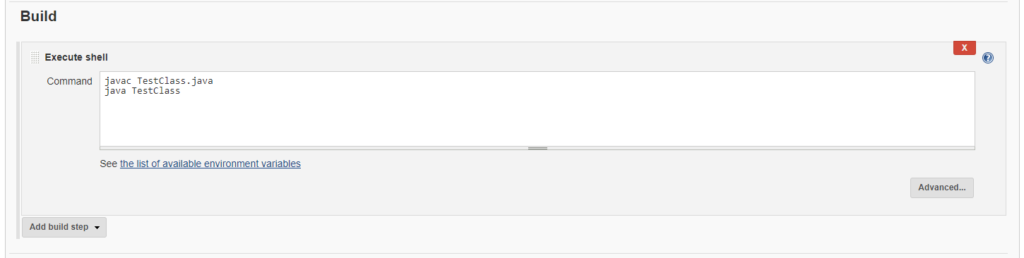 Build
Execute shell
X
Command
javac TestClass.java
java TestClass
See the list of available environment variables
Advanced...
Add build step